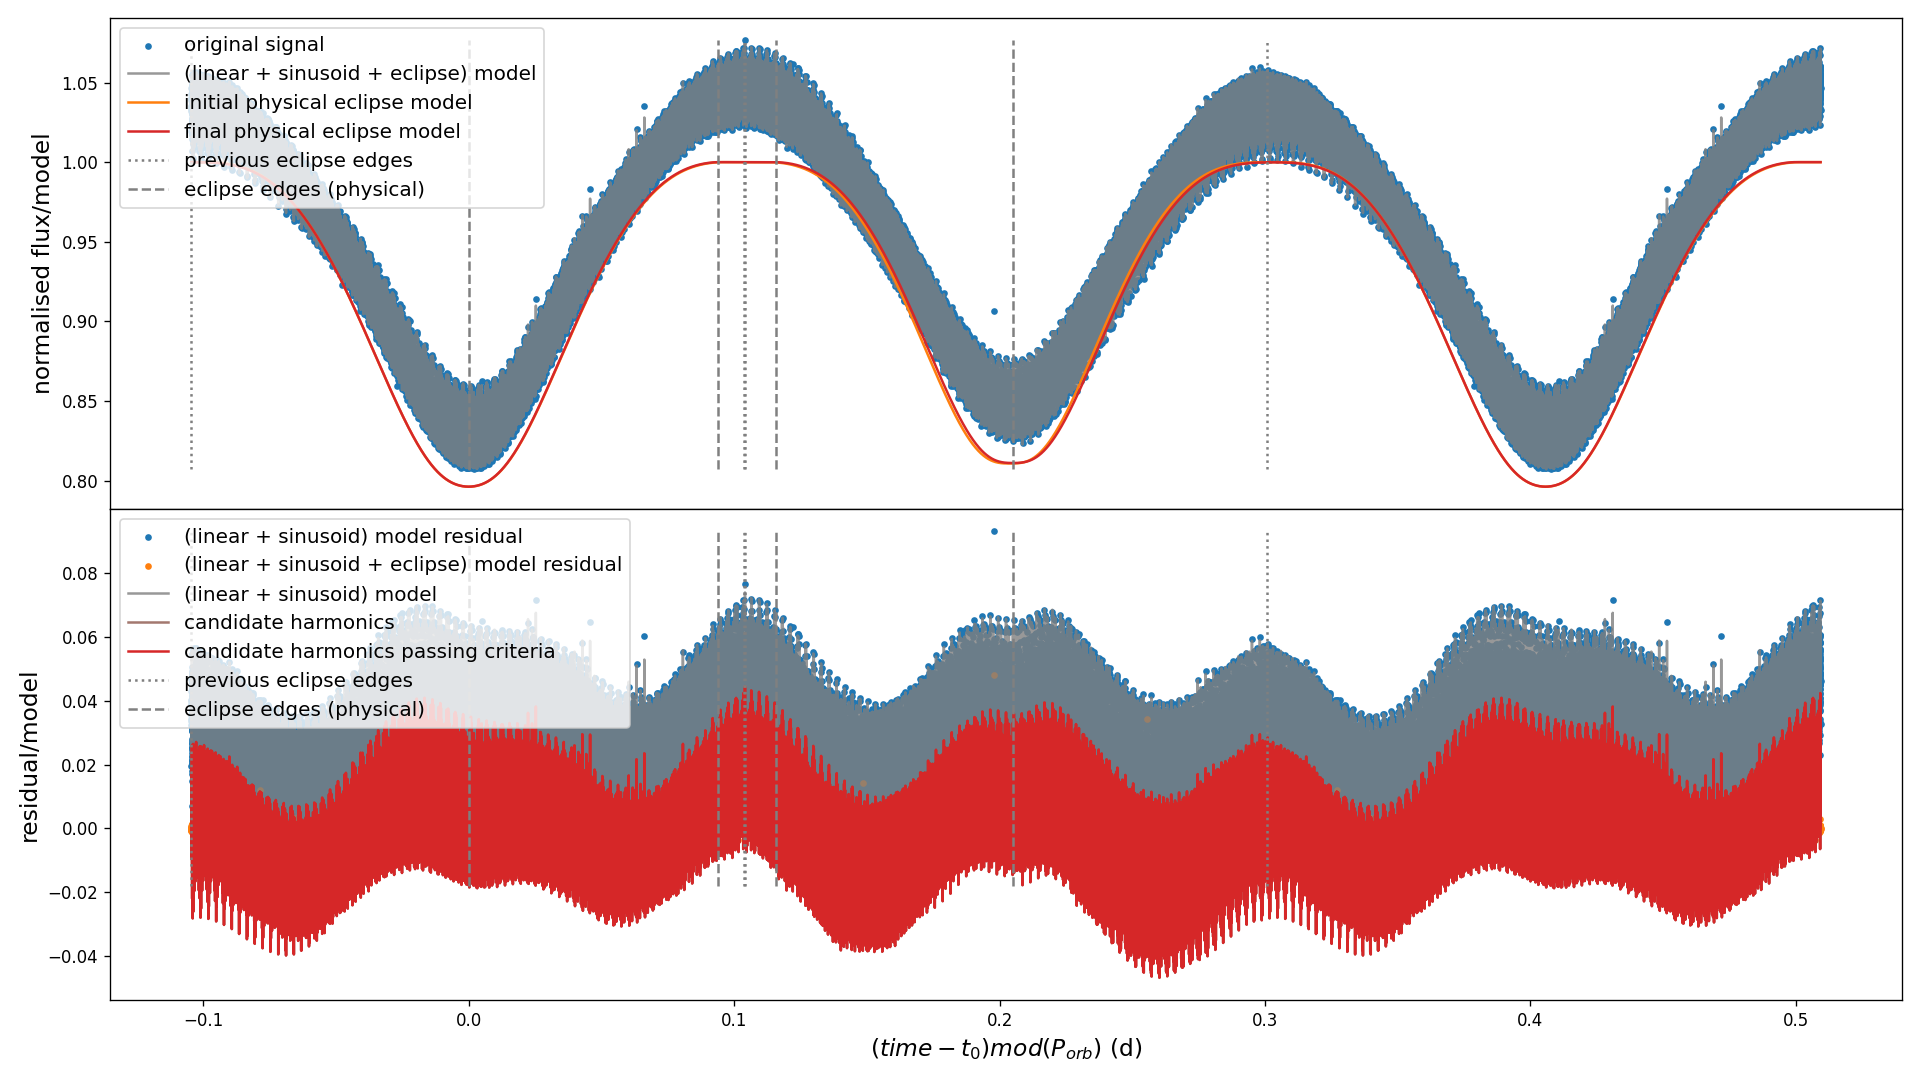 original signal
(linear + sinusoid + eclipse) model
initial physical eclipse model
final physical eclipse model
previous eclipse edges
eclipse edges (physical)
normalised flux/model
1.05
1.00
0.95
0.90
0.85
0.80
(linear + sinusoid) model residual
(linear + sinusoid + eclipse) model residual
(linear + sinusoid) model
candidate harmonics
candidate harmonics passing criteria
previous eclipse edges
eclipse edges (physical)
residual/model
0.08
0.06
0.04
0.02
0.00
−0.02
−0.04
−0.1 0.0 0.1 0.2 0.3 0.4 0.5
(time − t₀)mod(Pₒᵣb) (d)